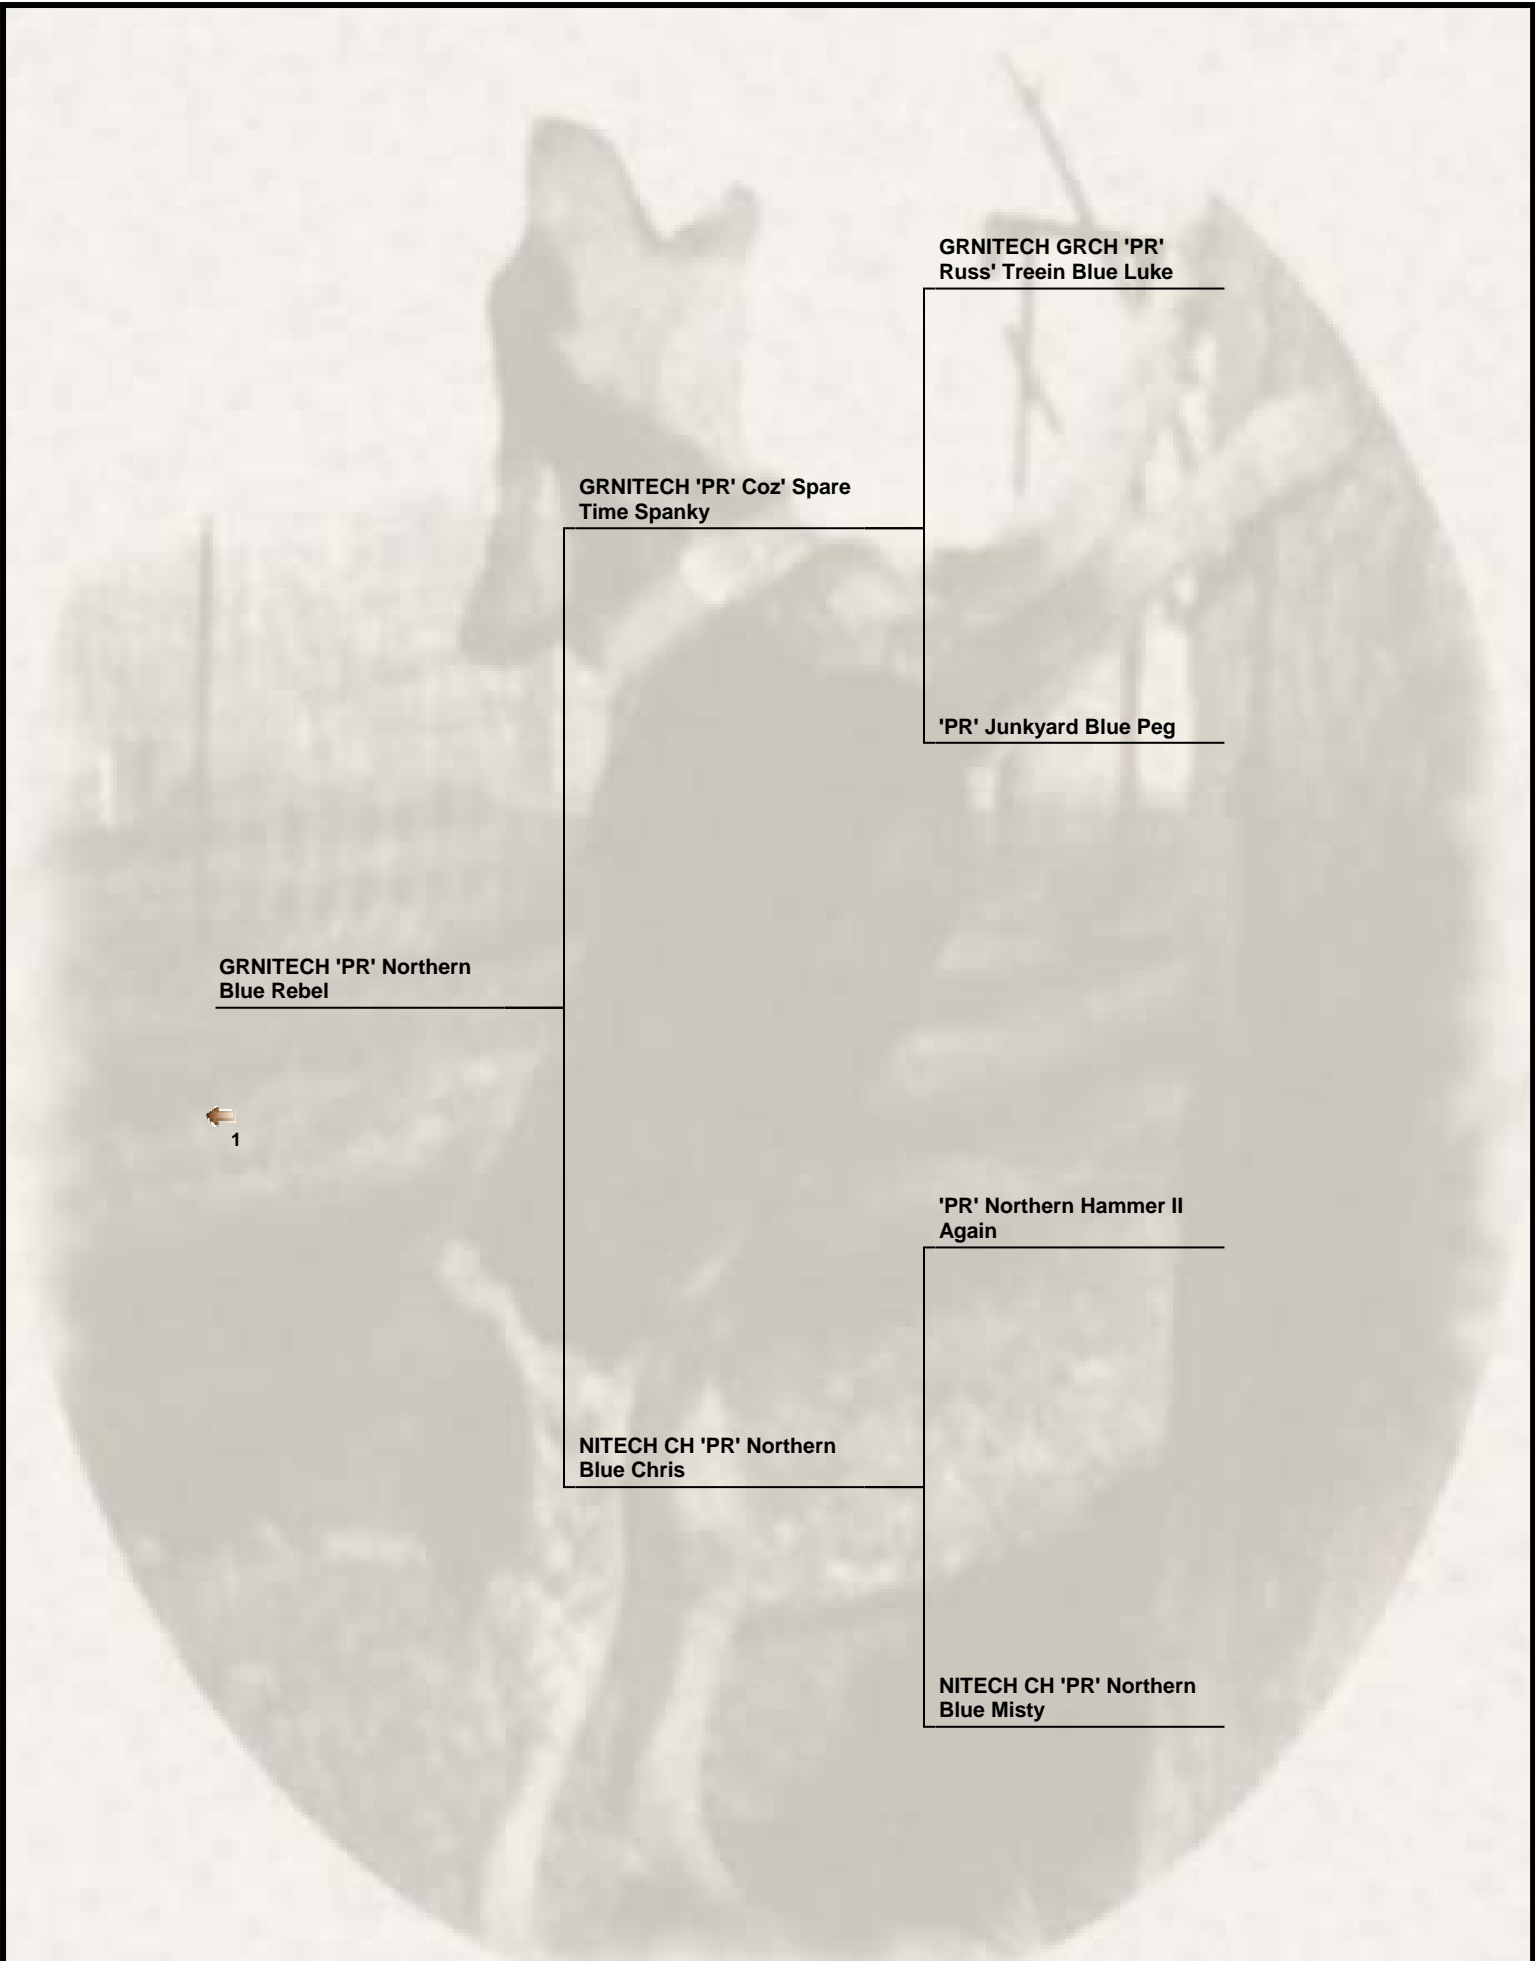 GRNITECH GRCH 'PR'
Russ' Treein Blue Luke
GRNITECH 'PR' Coz' Spare
Time Spanky
'PR' Junkyard Blue Peg
GRNITECH 'PR' Northern
Blue Rebel
1
'PR' Northern Hammer II
Again
NITECH CH 'PR' Northern
Blue Chris
NITECH CH 'PR' Northern
Blue Misty